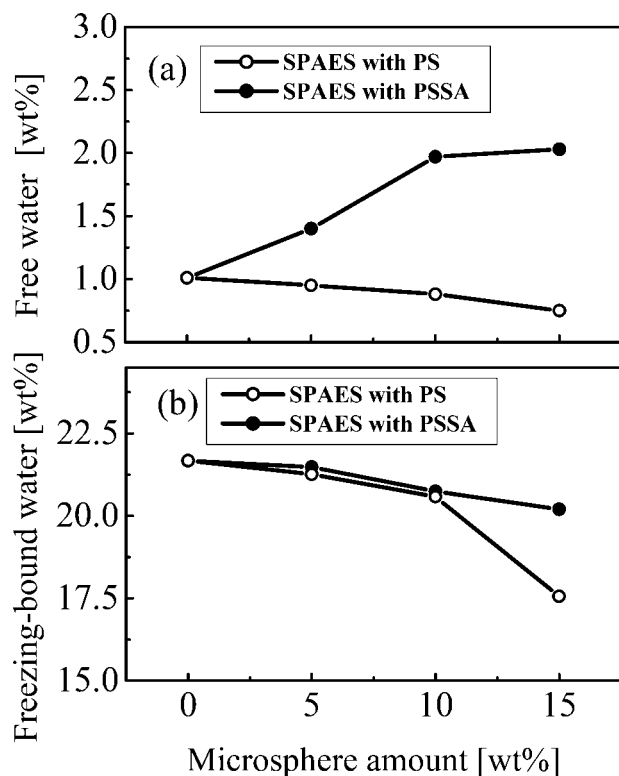 3.0
(a)
SPAES with PS
SPAES with PSSA
2.5
2.0
1.5
1.0
0.5
Free water [wt%]
(b)
SPAES with PS
SPAES with PSSA
22.5
20.0
17.5
15.0
Freezing-bound water [wt%]
0 5 10 15
Microsphere amount [wt%]